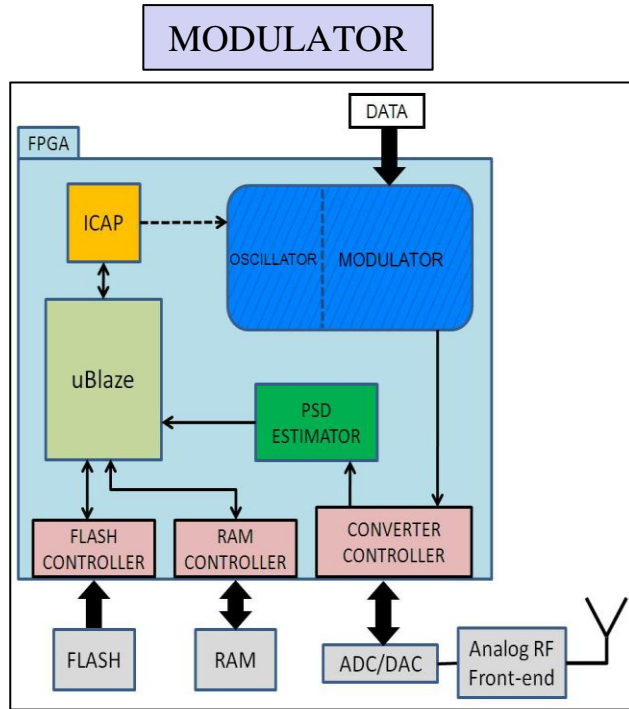 MODULATOR
DATA
FPGA
ICAP
OSCILLATOR
MODULATOR
uBlaze
PSD
ESTIMATOR
FLASH
CONTROLLER
RAM
CONTROLLER
CONVERTER
CONTROLLER
FLASH
RAM
ADC/DAC
Analog RF
Front-end